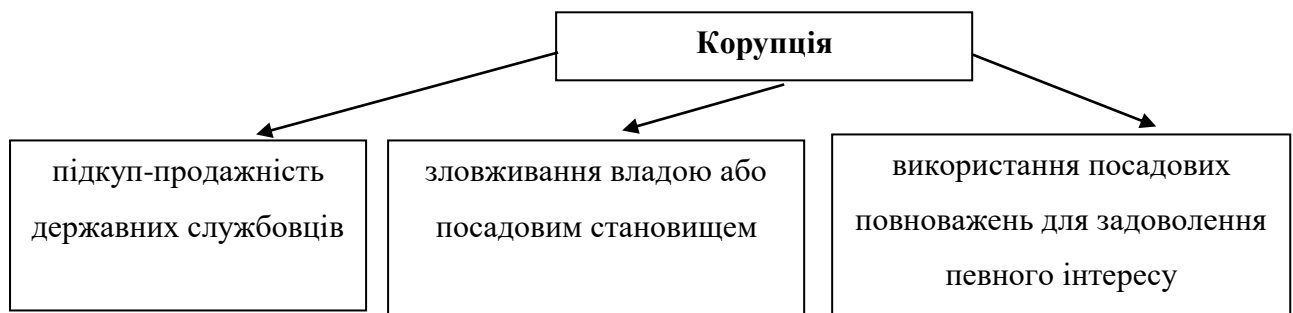 Корупція
підкуп-продажність
державних службовців
зловживання владою або
посадовим становищем
використання посадових
повноважень для задоволення
певного інтересу